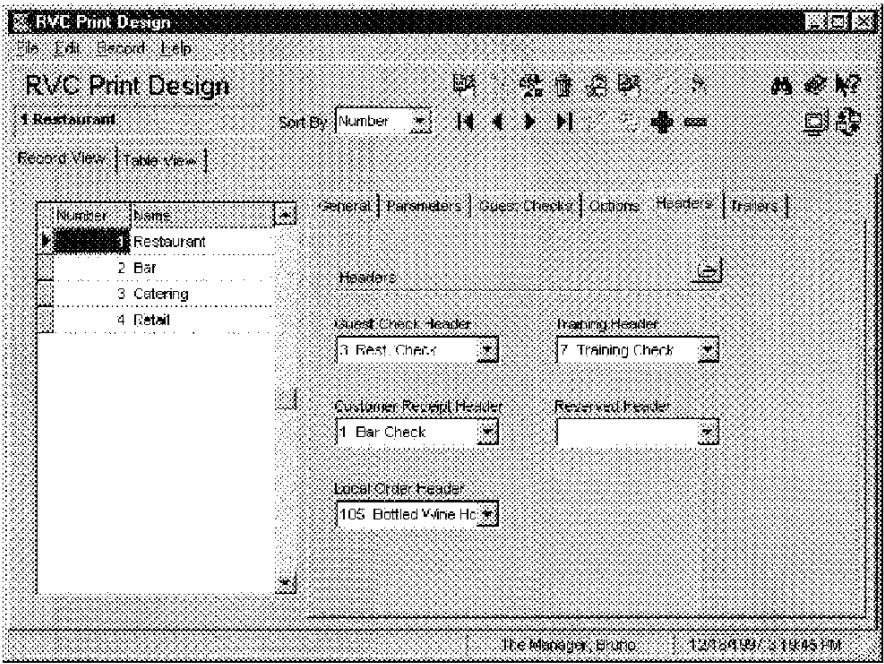 RVC Print Design
File Edit Record Help
RVC Print Design
1 Restaurant
Sort By Number
Record View Table View
General Parameters Guest Checks Options Headers Trailers
Number Name
1 Restaurant
2 Bar
3 Catering
4 Retail
Headers
Guest Check Header
3 Rest. Check
Training Header
7 Training Check
Customer Receipt Header
1 Bar Check
Reserved Header
Local Order Header
105 Bottled Wine Hc
The Manager, Bruno